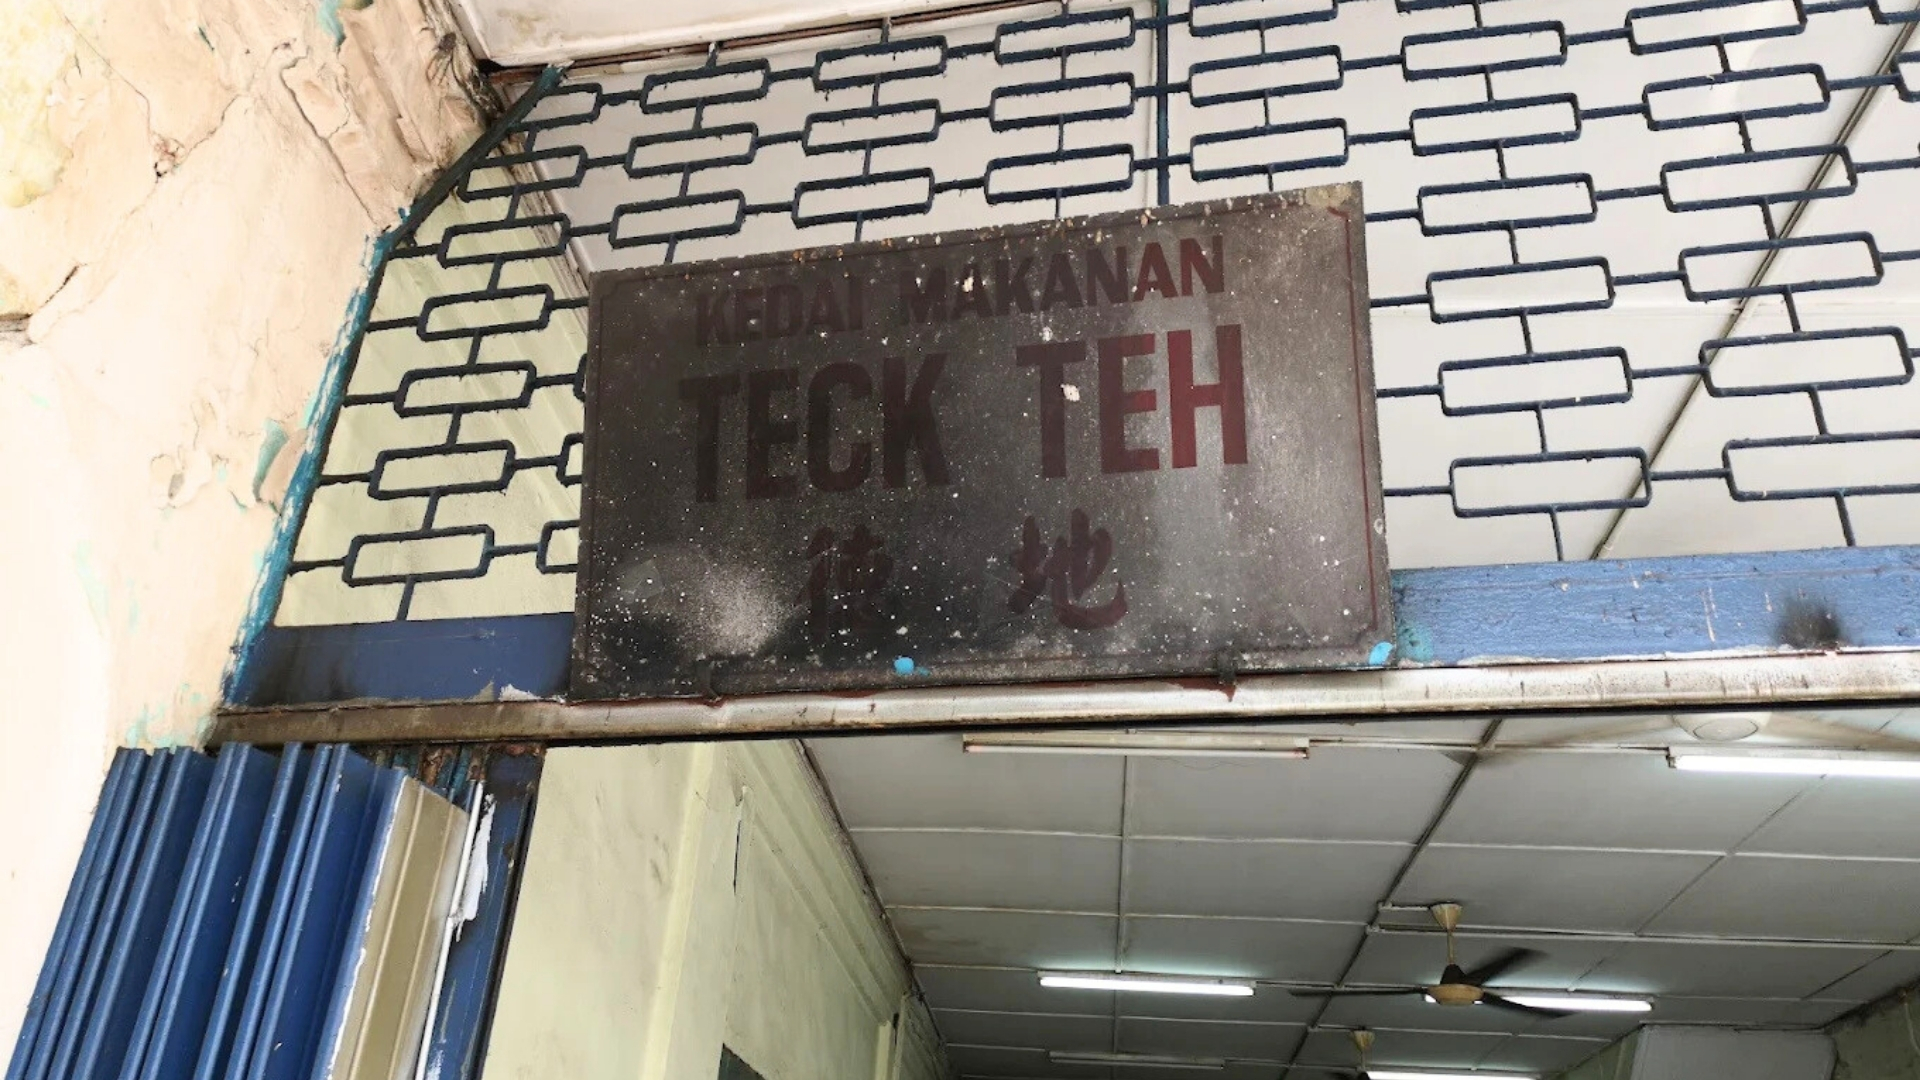 KEDAI MAKANAN
TECK TEH
德 地